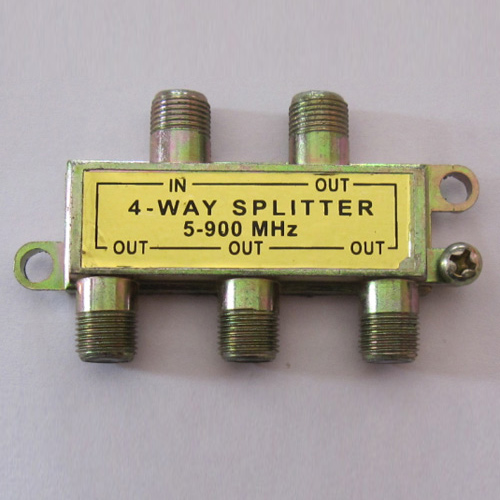 IN OUT
4-WAY SPLITTER
5-900 MHz
OUT OUT OUT